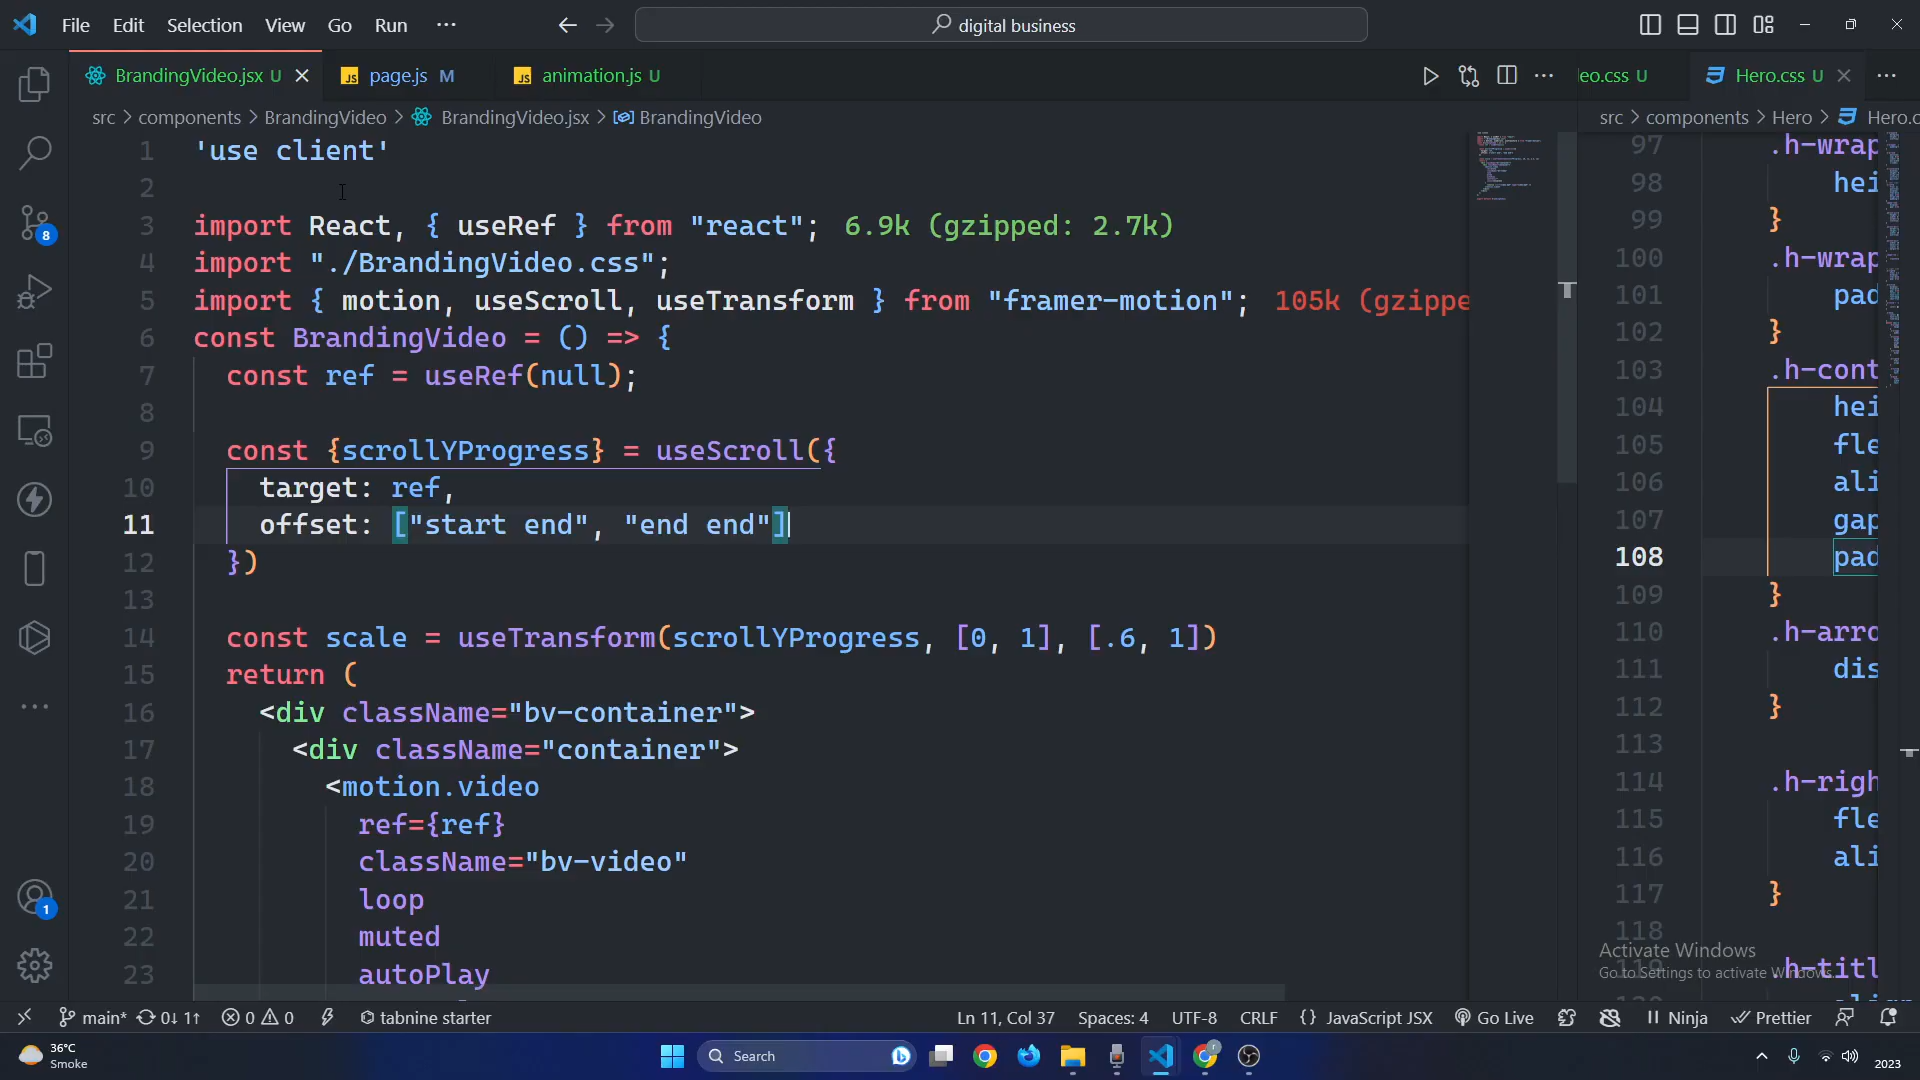 File Edit Selection View Go Run ···
digital business
BrandingVideo.jsx U
page.js M
animation.js U
eo.css U
Hero.css U
src > components > BrandingVideo > BrandingVideo.jsx > BrandingVideo
src > components > Hero > Hero.c
1 'use client'
2
3 import React, { useRef } from "react"; 6.9k (gzipped: 2.7k)
4 import "./BrandingVideo.css";
5 import { motion, useScroll, useTransform } from "framer-motion"; 105k (gzippe
6 const BrandingVideo = () => {
7 const ref = useRef(null);
8
9 const {scrollYProgress} = useScroll({
10 target: ref,
11 offset: ["start end", "end end"]
12 })
13
14 const scale = useTransform(scrollYProgress, [0, 1], [.6, 1])
15 return (
16 <div className="bv-container">
17 <div className="container">
18 <motion.video
19 ref={ref}
20 className="bv-video"
21 loop
22 muted
23 autoPlay
97 .h-wrap
98 hei
99 }
100 .h-wrap
101 pad
102 }
103 .h-cont
104 hei
105 fle
106 ali
107 gap
108 pad
109 }
110 .h-arro
111 dis
112 }
113
114 .h-righ
115 fle
116 ali
117 }
118
119 .h-titl
Activate Windows
Go to Settings to activate Windows.
8
1
main* 0↓ 1↑ 0 0 tabnine starter
Ln 11, Col 37 Spaces: 4 UTF-8 CRLF {} JavaScript JSX Go Live Ninja Prettier
36°C
Smoke
Search
2023